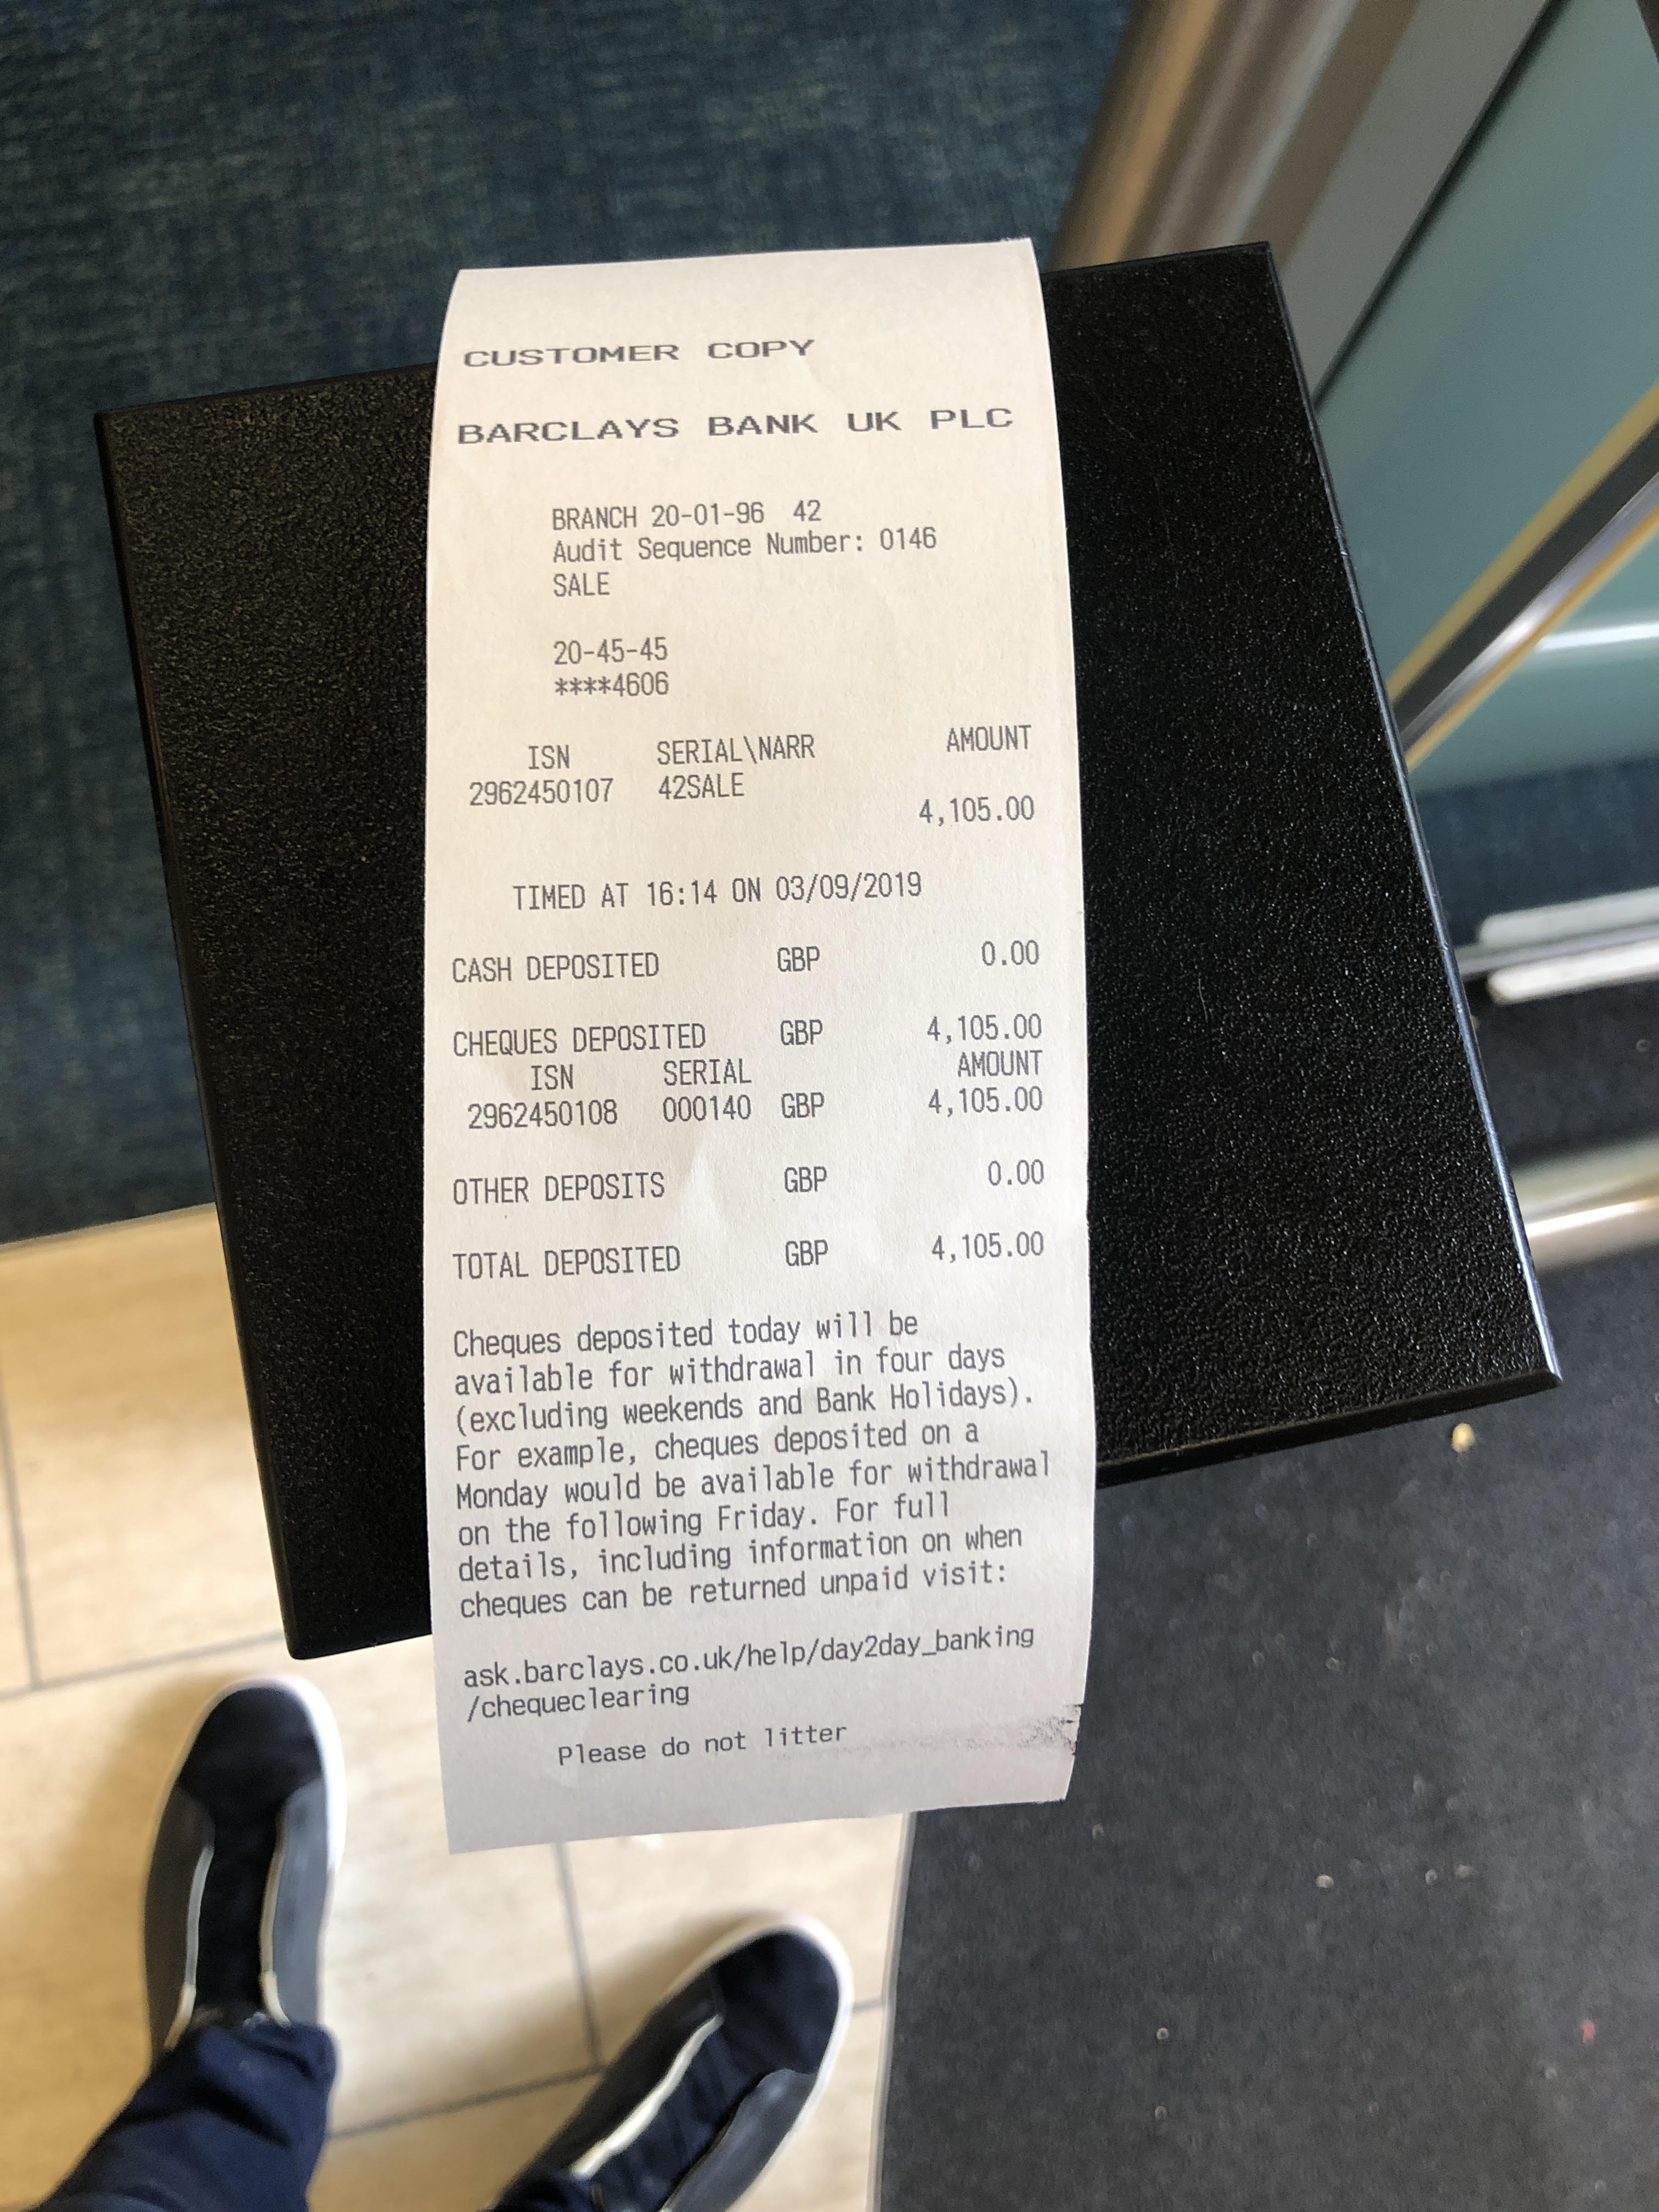 CUSTOMER COPY
BARCLAYS BANK UK PLC
BRANCH 20-01-96 42
Audit Sequence Number: 0146
SALE
20-45-45
****4606
ISN SERIAL\NARR AMOUNT
2962450107 42SALE
4,105.00
TIMED AT 16:14 ON 03/09/2019
CASH DEPOSITED GBP 0.00
CHEQUES DEPOSITED GBP 4,105.00
ISN SERIAL AMOUNT
2962450108 000140 GBP 4,105.00
OTHER DEPOSITS GBP 0.00
TOTAL DEPOSITED GBP 4,105.00
Cheques deposited today will be
available for withdrawal in four days
(excluding weekends and Bank Holidays).
For example, cheques deposited on a
Monday would be available for withdrawal
on the following Friday. For full
details, including information on when
cheques can be returned unpaid visit:
ask.barclays.co.uk/help/day2day_banking
/chequeclearing
Please do not litter